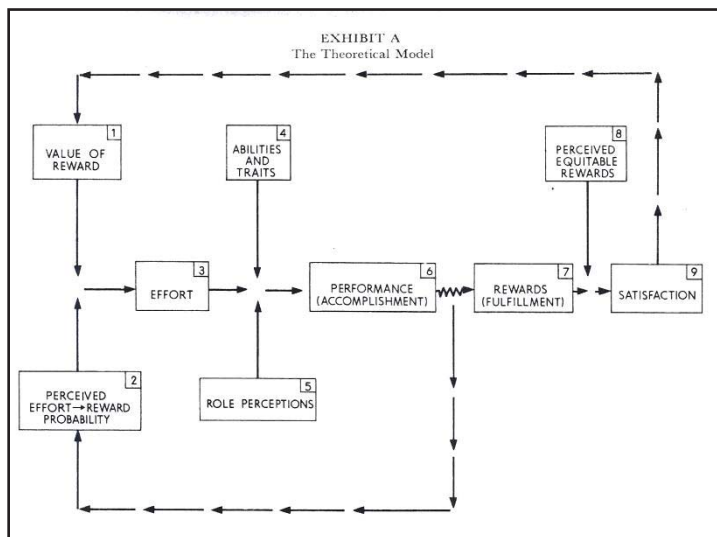 EXHIBIT A
The Theoretical Model
1
VALUE OF
REWARD
4
ABILITIES
AND
TRAITS
8
PERCEIVED
EQUITABLE
REWARDS
3
EFFORT
6
PERFORMANCE
(ACCOMPLISHMENT)
7
REWARDS
(FULFILLMENT)
9
SATISFACTION
2
PERCEIVED
EFFORT→REWARD
PROBABILITY
5
ROLE PERCEPTIONS